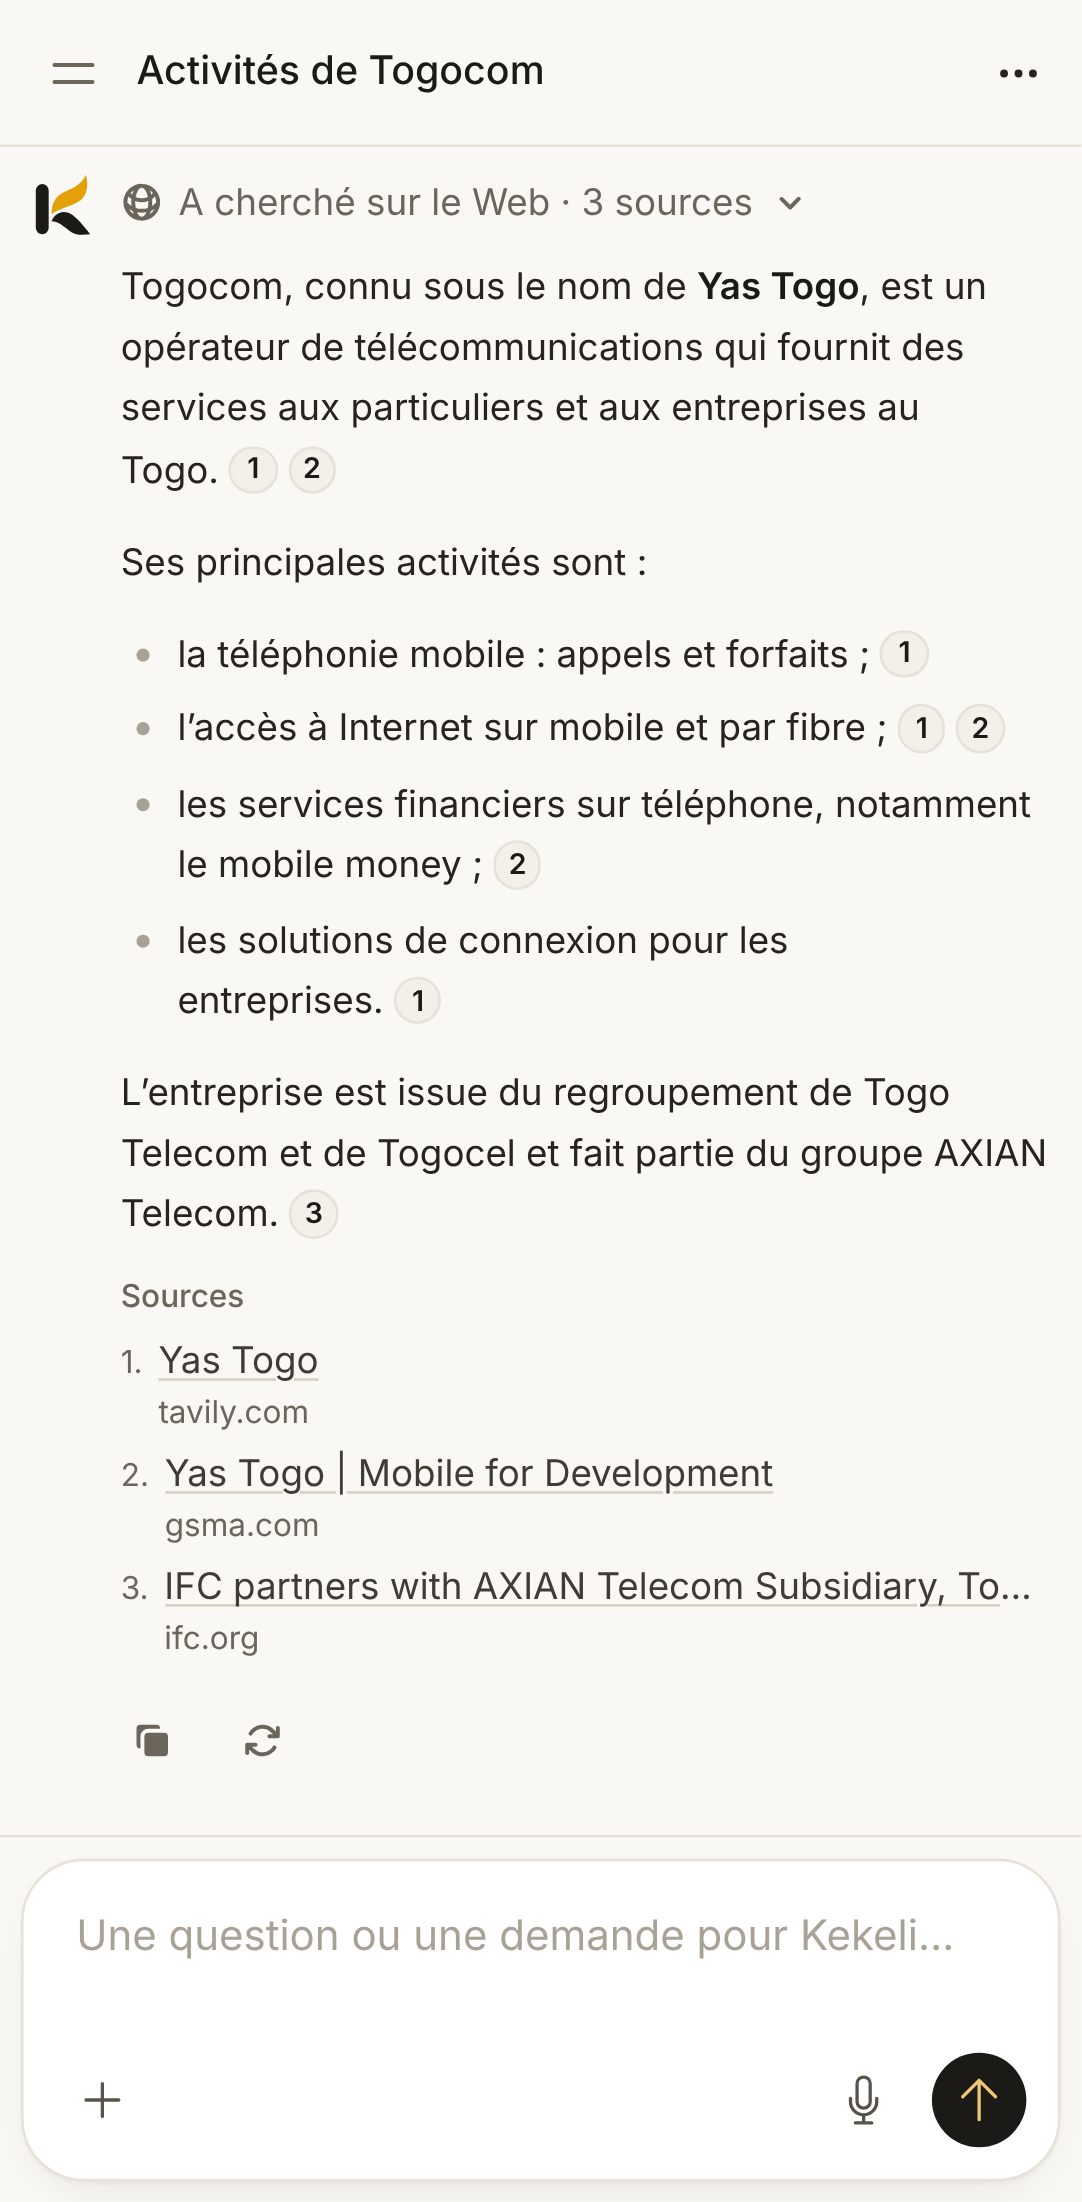 Activités de Togocom
A cherché sur le Web · 3 sources
Togocom, connu sous le nom de Yas Togo, est un
opérateur de télécommunications qui fournit des
services aux particuliers et aux entreprises au
Togo. 1 2
Ses principales activités sont :
• la téléphonie mobile : appels et forfaits ; 1
• l’accès à Internet sur mobile et par fibre ; 1 2
• les services financiers sur téléphone, notamment
le mobile money ; 2
• les solutions de connexion pour les
entreprises. 1
L’entreprise est issue du regroupement de Togo
Telecom et de Togocel et fait partie du groupe AXIAN
Telecom. 3
Sources
1. Yas Togo
tavily.com
2. Yas Togo | Mobile for Development
gsma.com
3. IFC partners with AXIAN Telecom Subsidiary, To...
ifc.org
Une question ou une demande pour Kekeli...